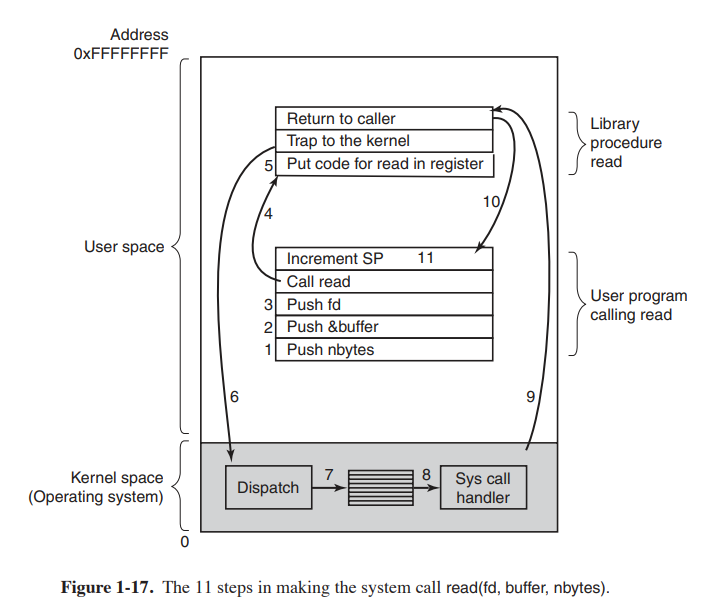 Address
0xFFFFFFFF
Return to caller
Trap to the kernel
5 Put code for read in register
Library
procedure
read
4
10
User space
Increment SP 11
Call read
3 Push fd
2 Push &buffer
1 Push nbytes
User program
calling read
6
9
Kernel space
(Operating system)
Dispatch
7
8
Sys call
handler
0
Figure 1-17. The 11 steps in making the system call read(fd, buffer, nbytes).